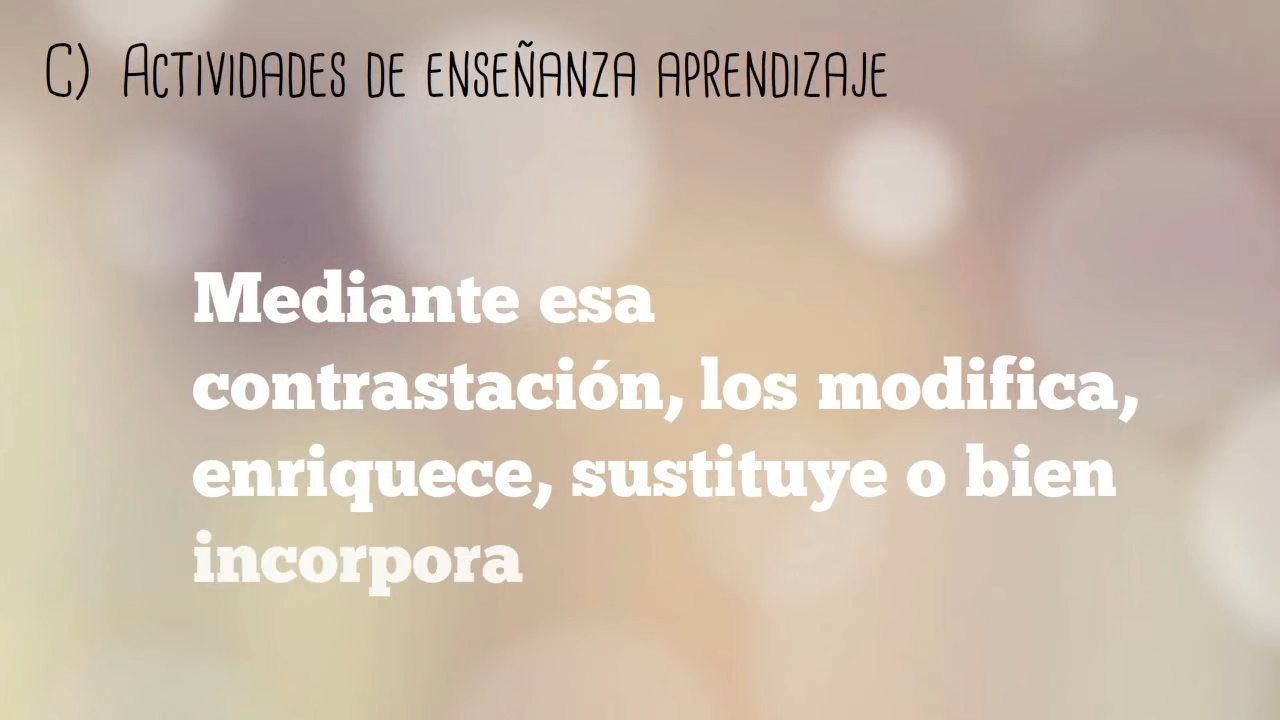 C) Actividades de enseñanza aprendizaje
Mediante esa
contrastación, los modifica,
enriquece, sustituye o bien
incorpora